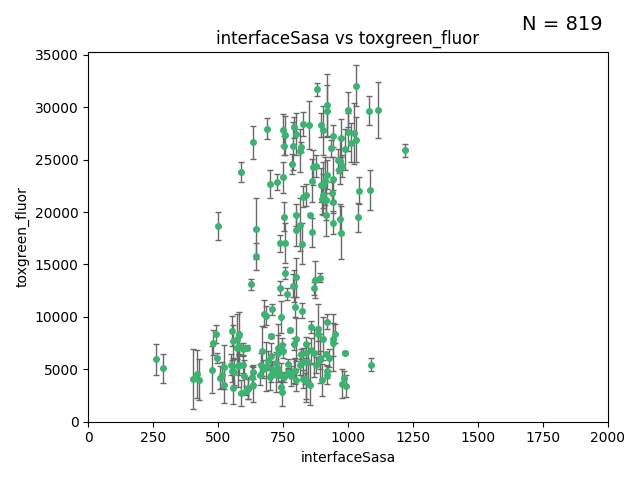 N = 819
interfaceSasa vs toxgreen_fluor
35000
30000
25000
20000
15000
10000
5000
0
toxgreen_fluor
0 250 500 750 1000 1250 1500 1750 2000
interfaceSasa